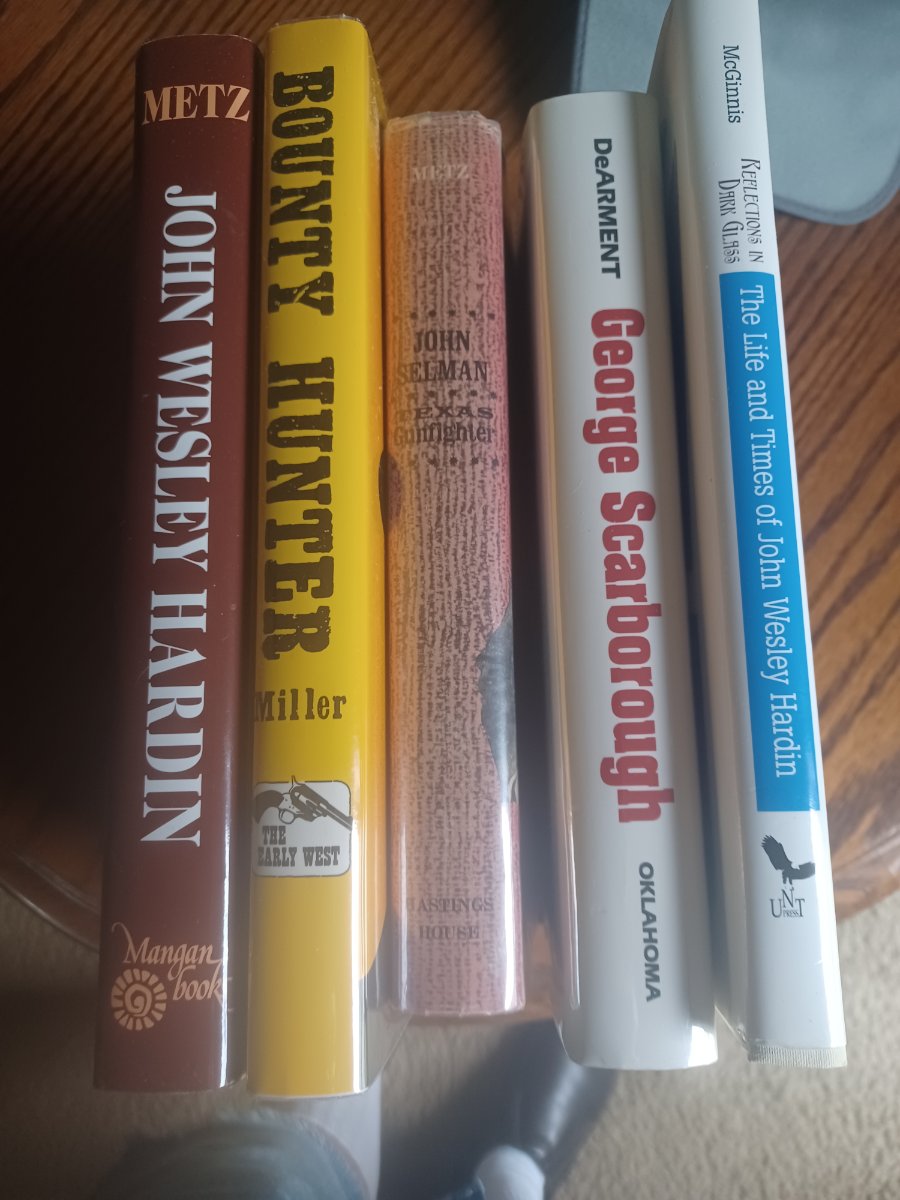 METZ
JOHN WESLEY HARDIN
Mangan
book
BOUNTY HUNTER
Miller
THE
EARLY WEST
METZ
JOHN
SELMAN
TEXAS
Gunfighter
HASTINGS
HOUSE
DeARMENT
George Scarborough
OKLAHOMA
McGinnis
REFLECTIONS IN
DARK GLASS
The Life and Times of John Wesley Hardin
UNT
PRESS